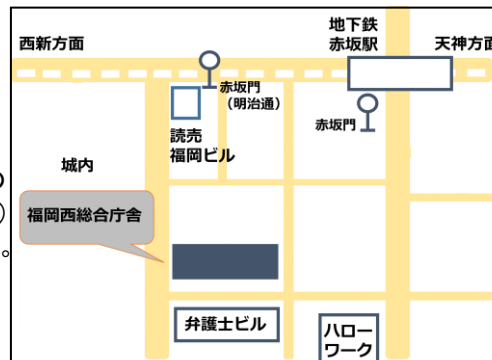 西新方面
地下鉄
赤坂駅
天神方面
赤坂門
（明治通）
赤坂門
読売
福岡ビル
城内
の
）
。
福岡西総合庁舎
弁護士ビル
ハロー
ワーク